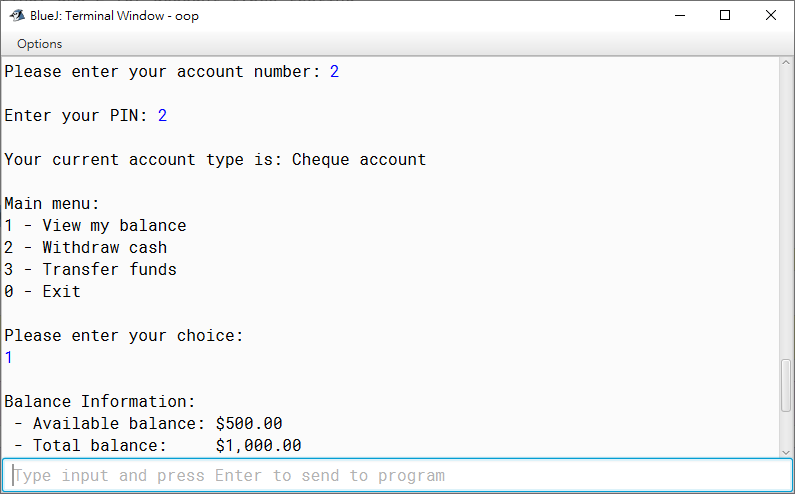 BlueJ: Terminal Window - oop
Options
Please enter your account number: 2
Enter your PIN: 2
Your current account type is: Cheque account
Main menu:
1 - View my balance
2 - Withdraw cash
3 - Transfer funds
0 - Exit
Please enter your choice:
1
Balance Information:
- Available balance: $500.00
- Total balance:     $1,000.00
Type input and press Enter to send to program